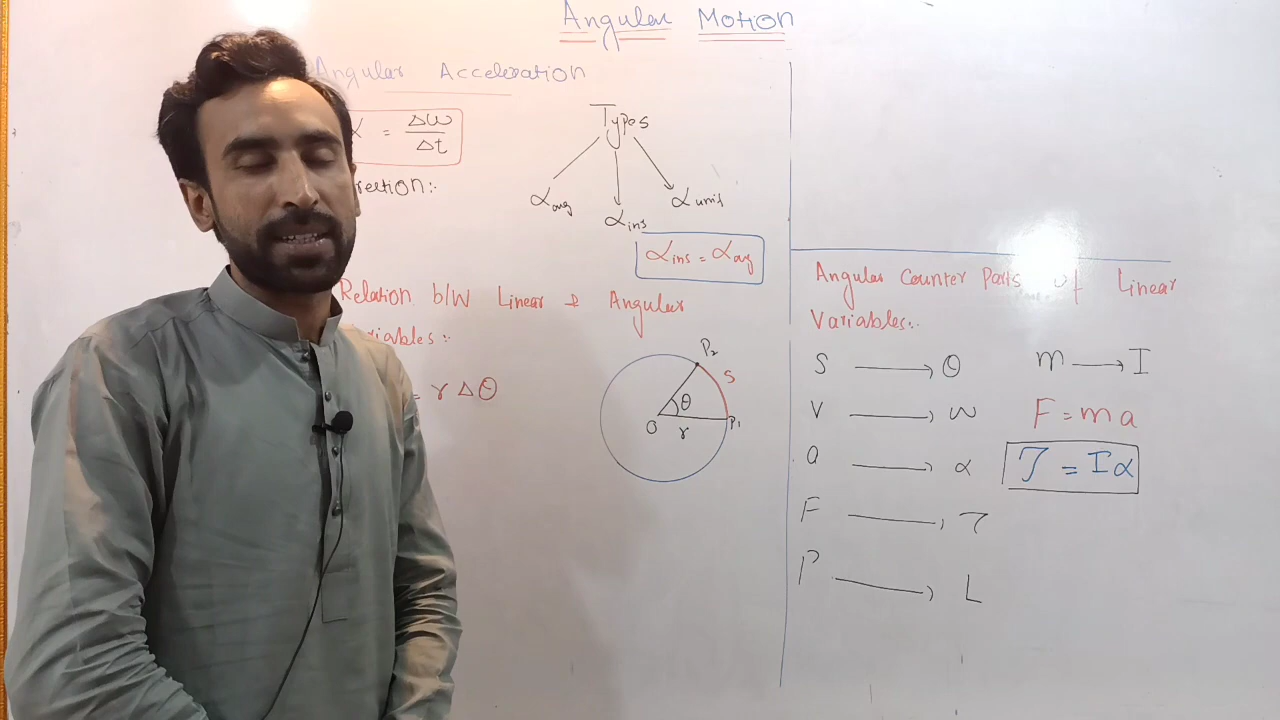 Angular Motion
Angular Acceleration
α = Δω/Δt
Types
α avg
α ins
α unif
α ins = α avg
Relation b/w Linear & Angular
= r Δθ
P2
S
θ
O
r
P1
Angular Counter Parts of Linear
Variables:.
S → θ
V → ω
a → α
F → τ
P → L
m → I
F = ma
τ = Iα